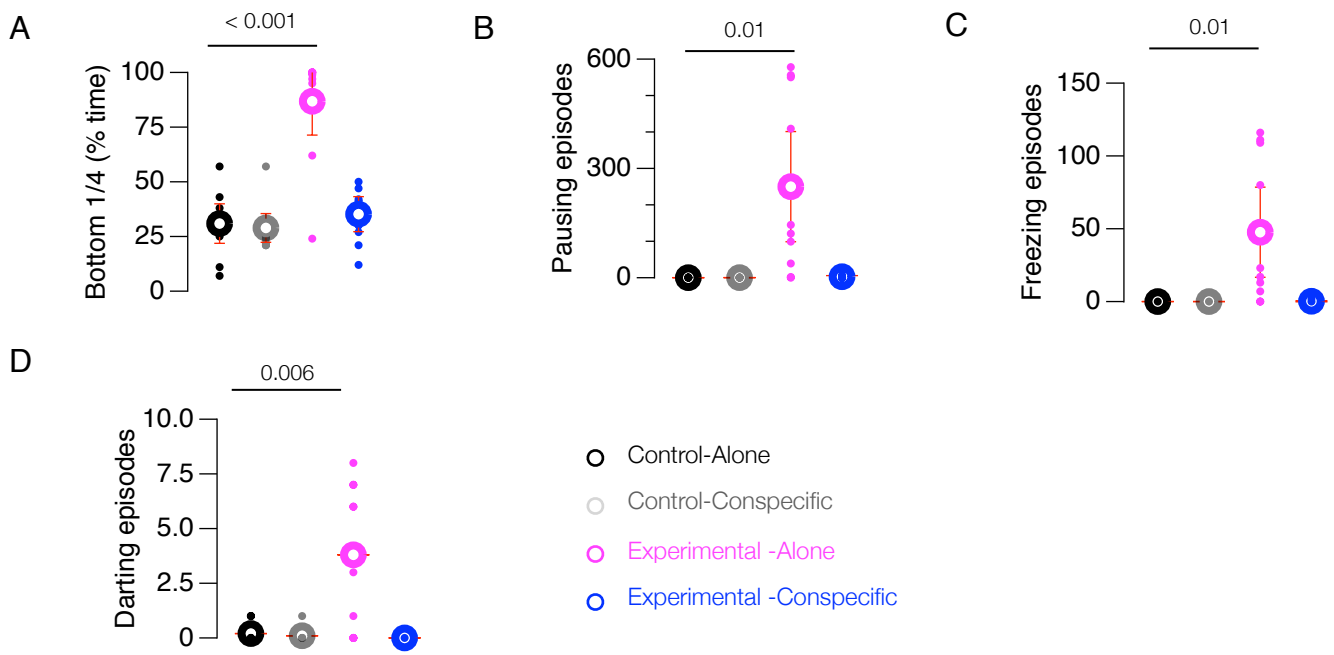 A
< 0.001
Bottom 1/4 (% time)
100
75
50
25
0
B
0.01
Pausing episodes
600
300
0
C
0.01
Freezing episodes
150
100
50
0
D
0.006
Darting episodes
10.0
7.5
5.0
2.5
0
Control-Alone
Control-Conspecific
Experimental -Alone
Experimental -Conspecific